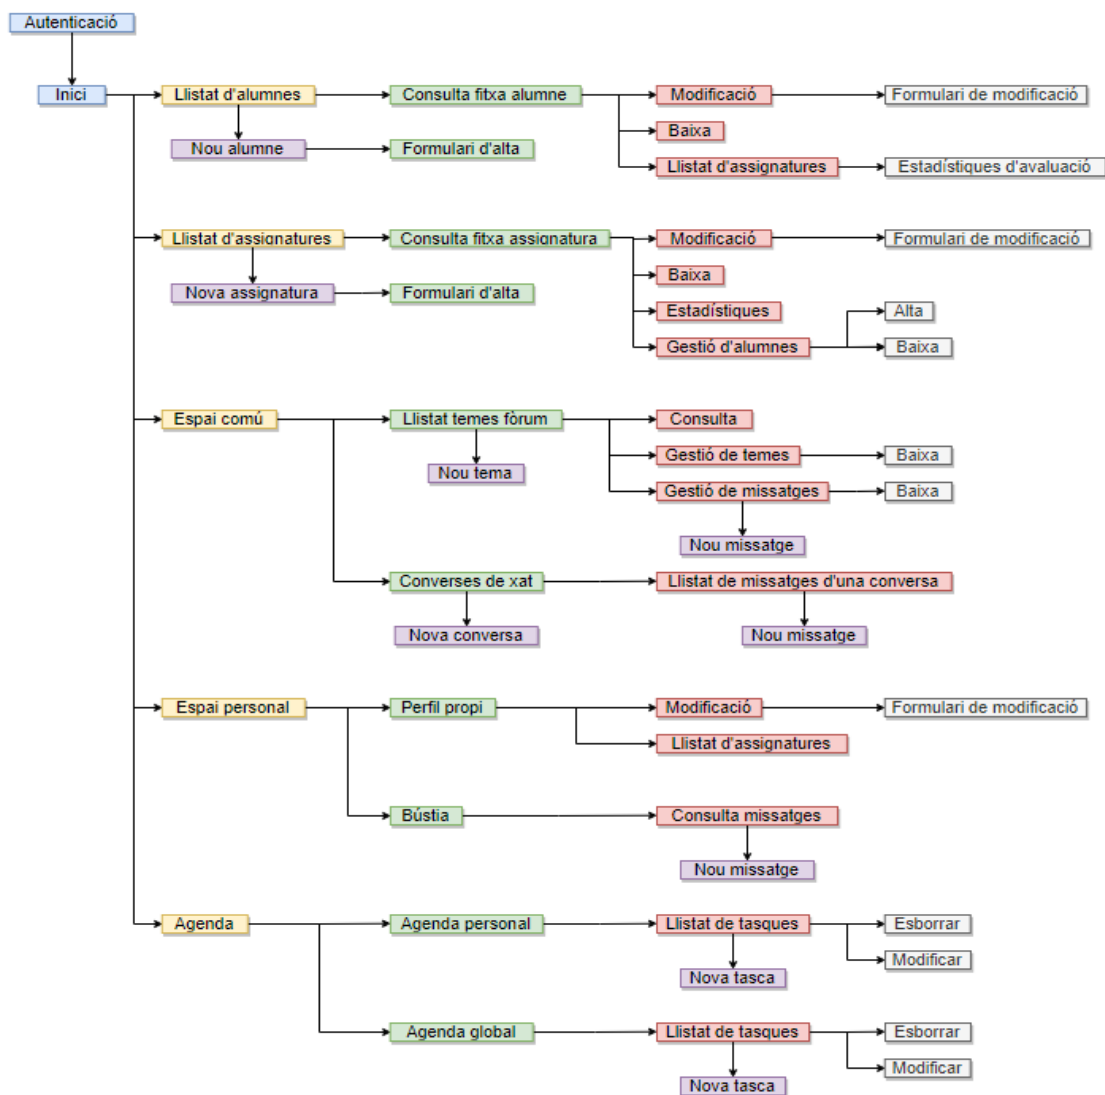 Autenticació
Inici
Llistat d'alumnes
Consulta fitxa alumne
Modificació
Formulari de modificació
Baixa
Nou alumne
Formulari d'alta
Llistat d'assignatures
Estadístiques d'avaluació
Llistat d'assignatures
Consulta fitxa assignatura
Modificació
Formulari de modificació
Baixa
Nova assignatura
Formulari d'alta
Estadístiques
Alta
Gestió d'alumnes
Baixa
Espai comú
Llistat temes fòrum
Consulta
Gestió de temes
Baixa
Nou tema
Gestió de missatges
Baixa
Nou missatge
Converses de xat
Llistat de missatges d'una conversa
Nova conversa
Nou missatge
Espai personal
Perfil propi
Modificació
Formulari de modificació
Llistat d'assignatures
Bústia
Consulta missatges
Nou missatge
Agenda
Agenda personal
Llistat de tasques
Esborrar
Modificar
Nova tasca
Agenda global
Llistat de tasques
Esborrar
Modificar
Nova tasca